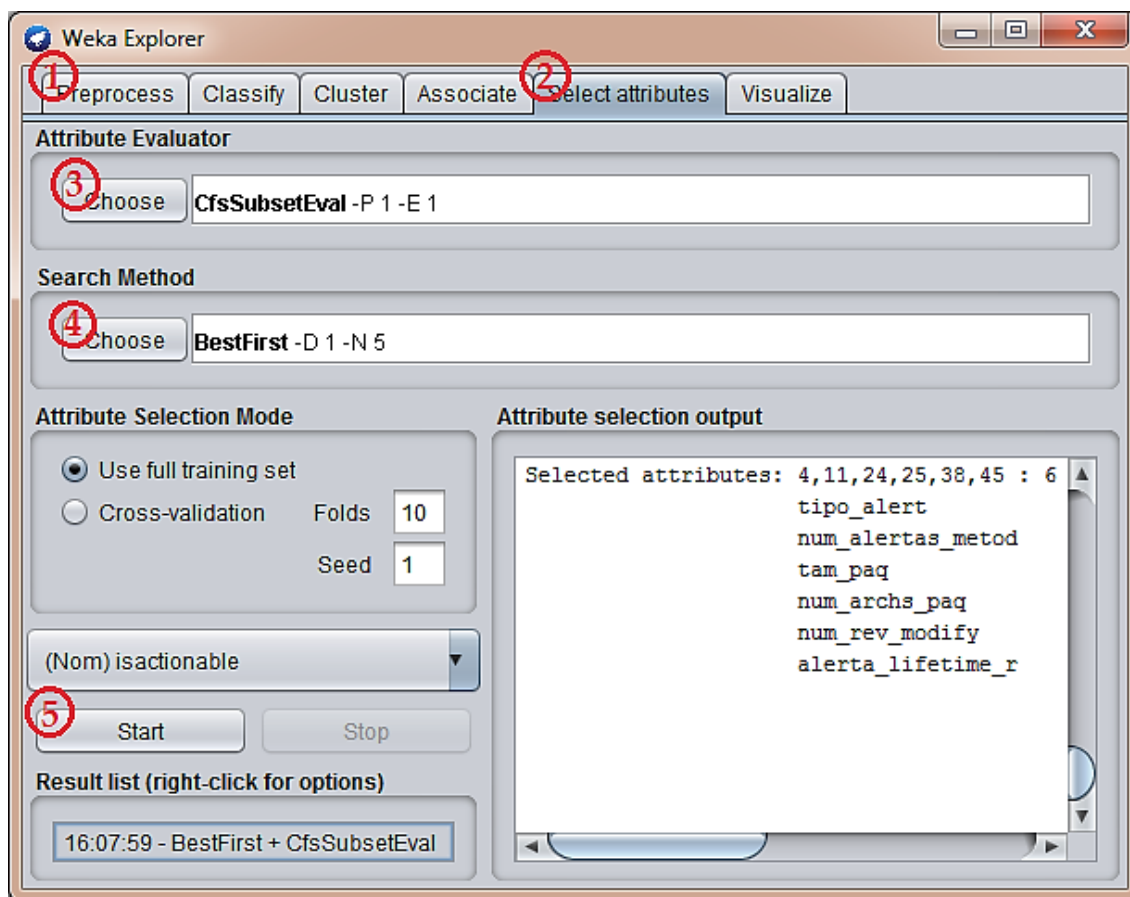 Weka Explorer
1 2
Preprocess Classify Cluster Associate Select attributes Visualize
Attribute Evaluator
3
Choose CfsSubsetEval -P 1 -E 1
Search Method
4
Choose BestFirst -D 1 -N 5
Attribute Selection Mode
Use full training set
Cross-validation Folds 10
Seed 1
(Nom) isactionable
5
Start Stop
Result list (right-click for options)
16:07:59 - BestFirst + CfsSubsetEval
Attribute selection output
Selected attributes: 4,11,24,25,38,45 : 6
tipo_alert
num_alertas_metod
tam_paq
num_archs_paq
num_rev_modify
alerta_lifetime_r